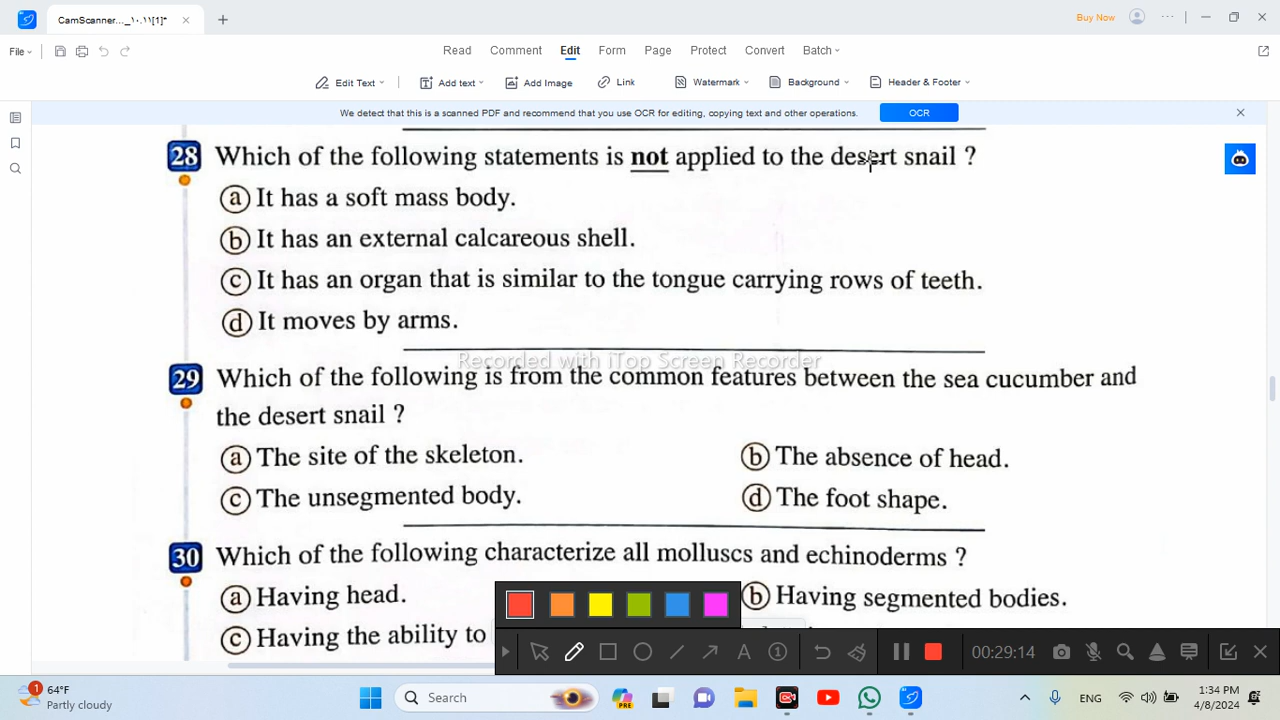 CamScanner..._١٠.١١[1]*
Buy Now
File
Read Comment Edit Form Page Protect Convert Batch
Edit Text Add text Add Image Link Watermark Background Header & Footer
We detect that this is a scanned PDF and recommend that you use OCR for editing, copying text and other operations. OCR
28 Which of the following statements is not applied to the desert snail ?
a It has a soft mass body.
b It has an external calcareous shell.
c It has an organ that is similar to the tongue carrying rows of teeth.
d It moves by arms.
Recorded with iTop Screen Recorder
29 Which of the following is from the common features between the sea cucumber and
the desert snail ?
a The site of the skeleton. b The absence of head.
c The unsegmented body. d The foot shape.
30 Which of the following characterize all molluscs and echinoderms ?
a Having head. b Having segmented bodies.
c Having the ability to
A 1 00:29:14
1 64°F
Partly cloudy
Search
PRE
ENG
1:34 PM
4/8/2024